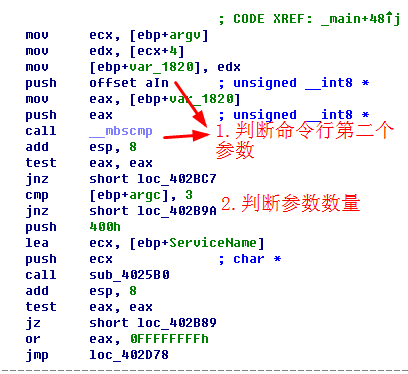 ; CODE XREF: _main+48↑j
mov ecx, [ebp+argv]
mov edx, [ecx+4]
mov [ebp+var_1820], edx
push offset aIn ; unsigned __int8 *
mov eax, [ebp+var_1820]
push eax ; unsigned __int8 *
call __mbscmp
1.判断命令行第二个
参数
add esp, 8
test eax, eax
jnz short loc_402BC7
cmp [ebp+argc], 3
2.判断参数数量
jnz short loc_402B9A
push 400h
lea ecx, [ebp+ServiceName]
push ecx ; char *
call sub_4025B0
add esp, 8
test eax, eax
jz short loc_402B89
or eax, 0FFFFFFFFh
jmp loc_402D78